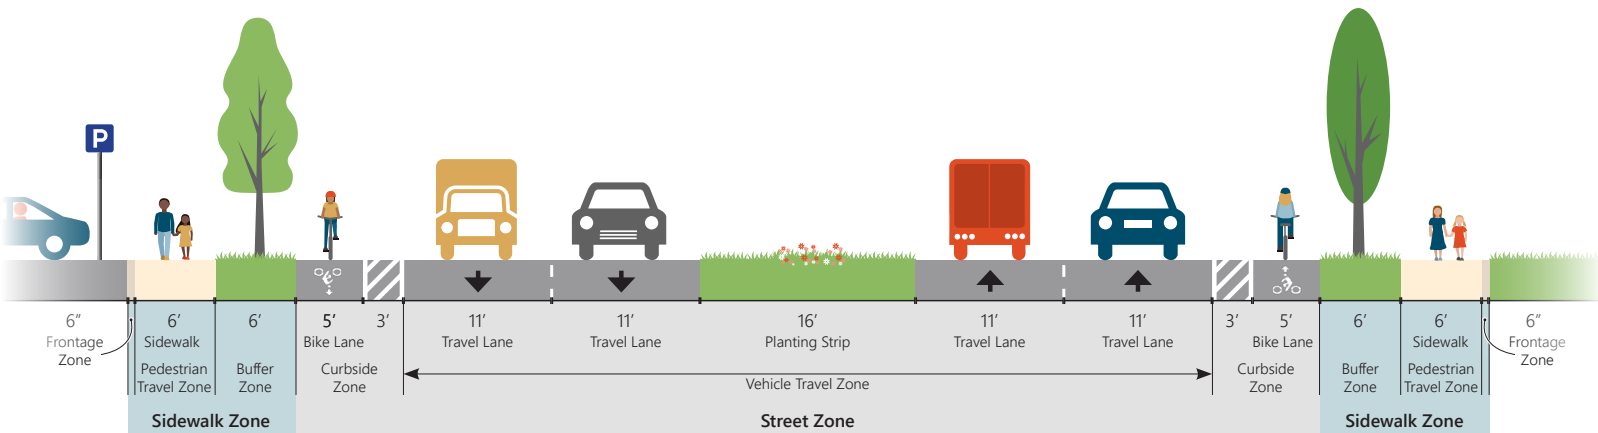 P
6” 6’ 6’ 5’ 3’ 11’ 11’ 16’ 11’ 11’ 3’ 5’ 6’ 6’ 6”
Frontage Zone
Sidewalk
Bike Lane
Travel Lane
Travel Lane
Planting Strip
Travel Lane
Travel Lane
Bike Lane
Sidewalk
Frontage Zone
Pedestrian
Travel Zone
Buffer
Zone
Curbside
Zone
Vehicle Travel Zone
Curbside
Zone
Buffer
Zone
Pedestrian
Travel Zone
Sidewalk Zone
Street Zone
Sidewalk Zone